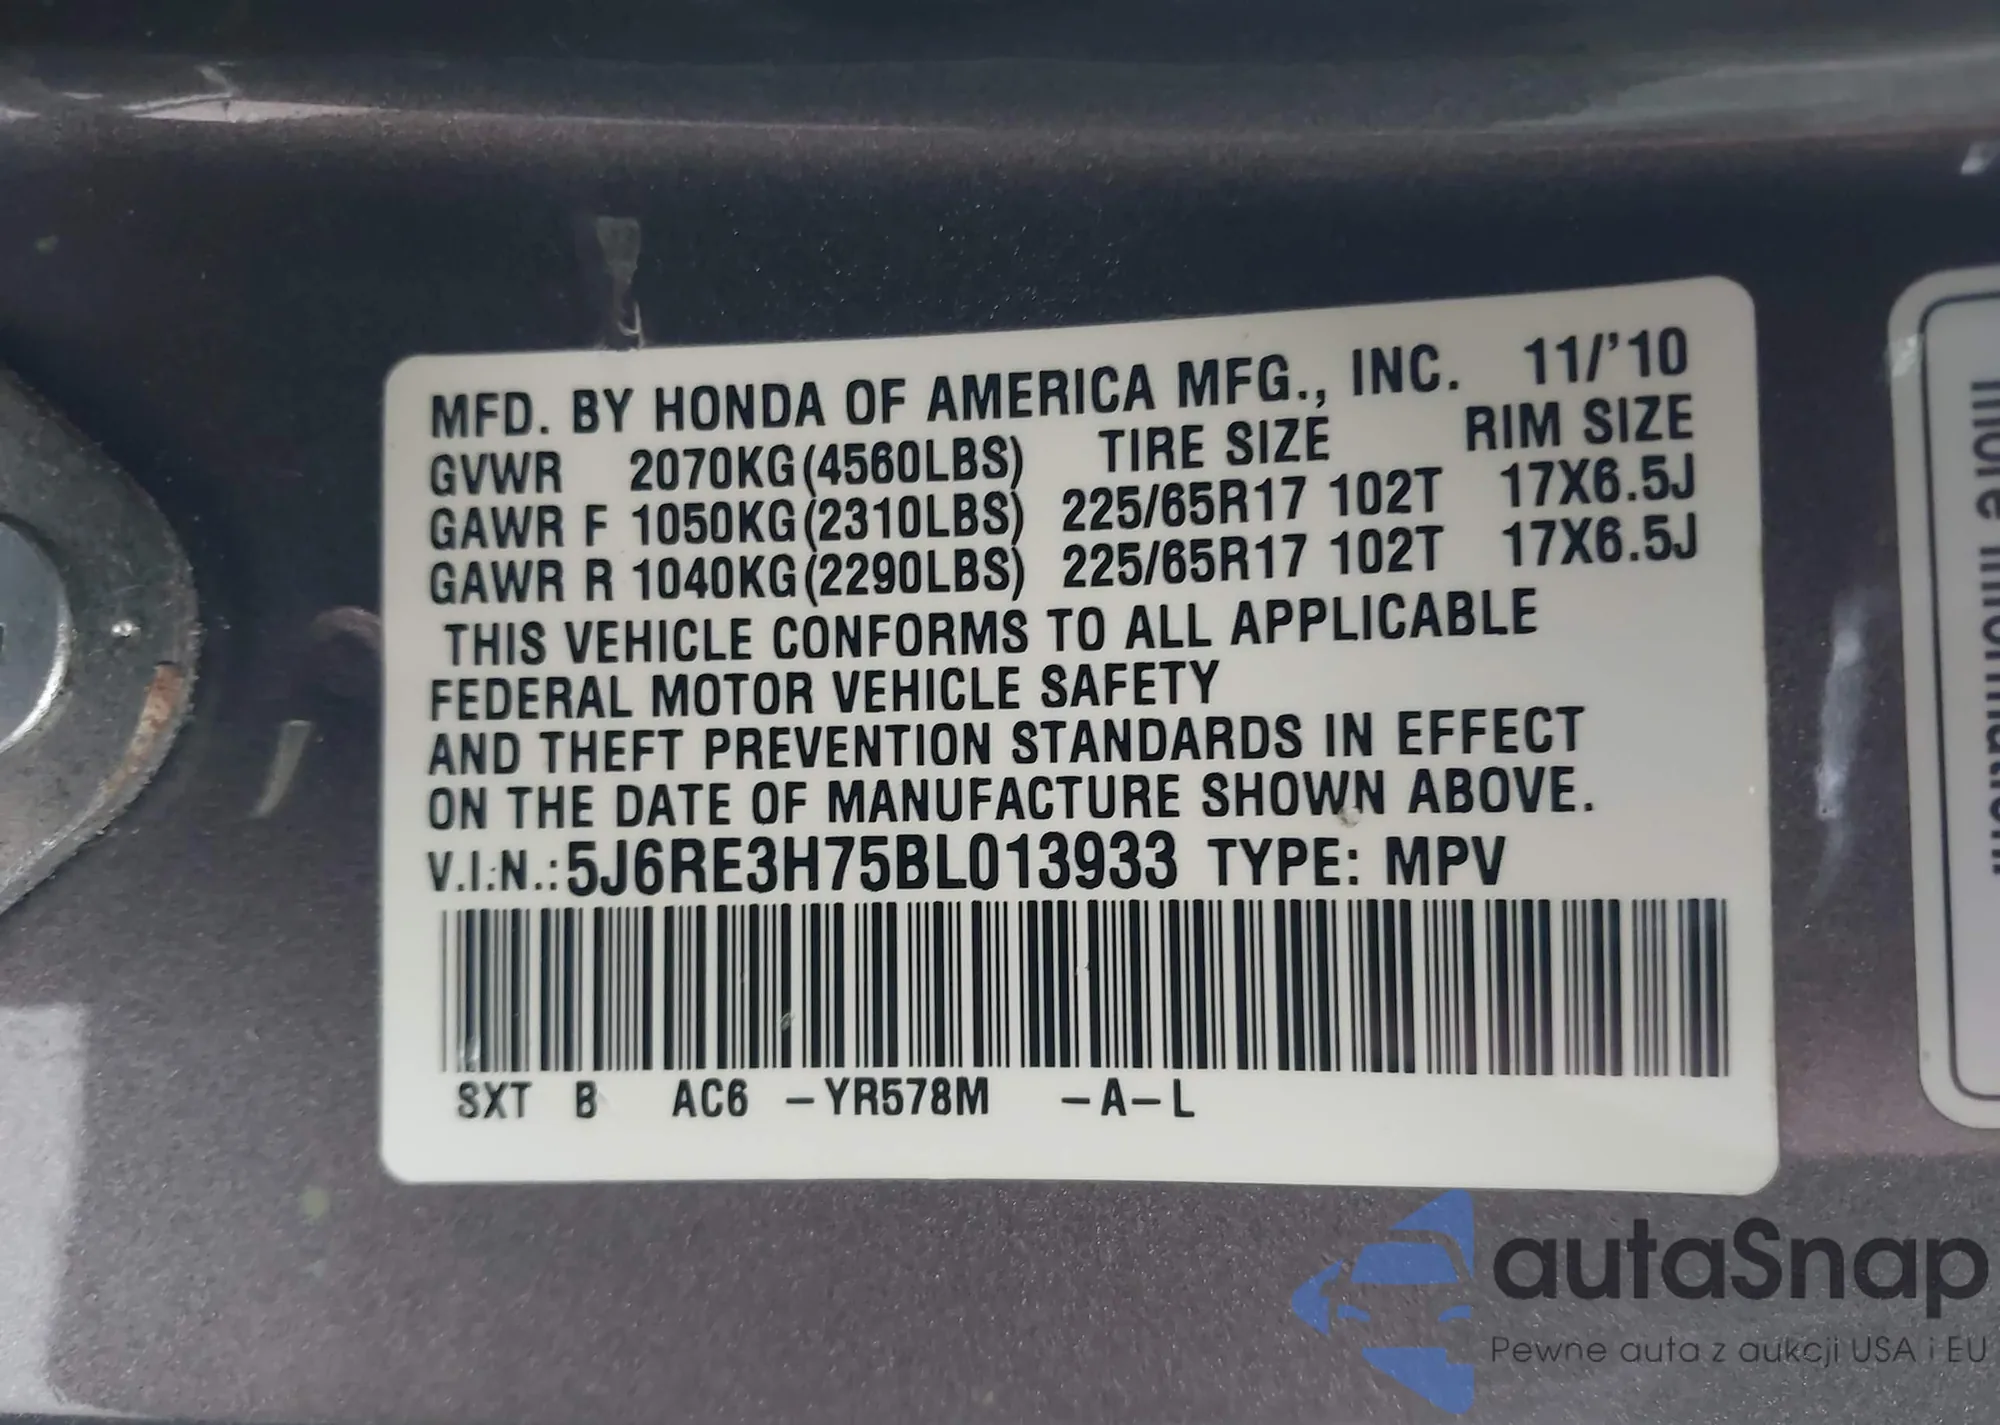 MFD. BY HONDA OF AMERICA MFG., INC. 11/'10
GVWR 2070KG(4560LBS) TIRE SIZE RIM SIZE
GAWR F 1050KG(2310LBS) 225/65R17 102T 17X6.5J
GAWR R 1040KG(2290LBS) 225/65R17 102T 17X6.5J
THIS VEHICLE CONFORMS TO ALL APPLICABLE
FEDERAL MOTOR VEHICLE SAFETY
AND THEFT PREVENTION STANDARDS IN EFFECT
ON THE DATE OF MANUFACTURE SHOWN ABOVE.
V.I.N.:5J6RE3H75BL013933 TYPE: MPV
SXT B AC6 -YR578M -A-L
more information...
autaSnap
Pewne auta z aukcji USA i EU